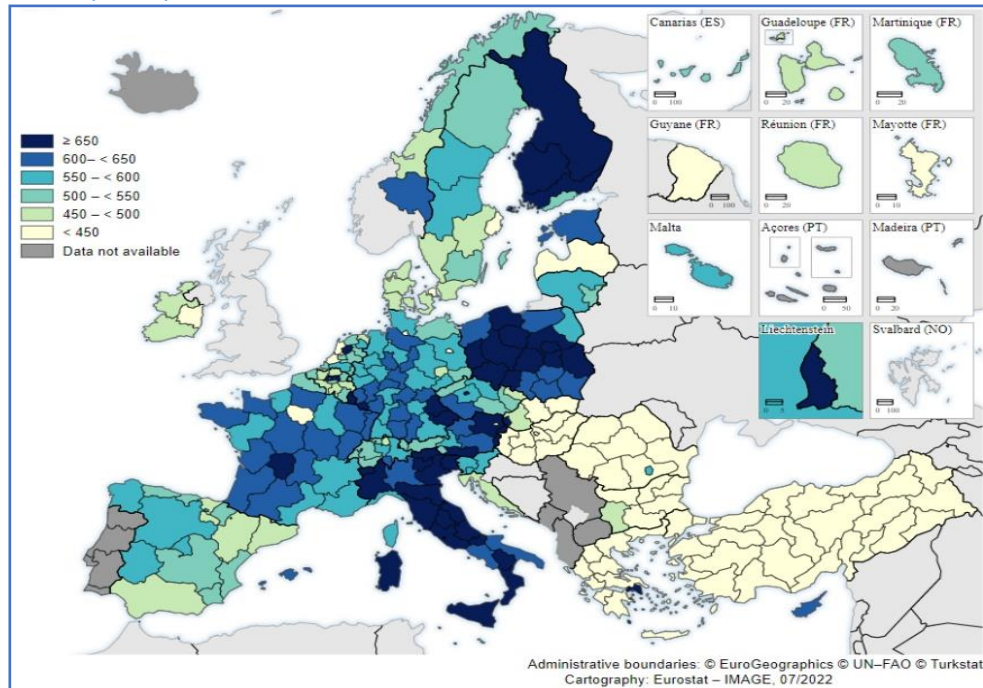 ≥ 650
600– < 650
550 – < 600
500 – < 550
450 – < 500
< 450
Data not available
Canarias (ES)
0 100
Guadeloupe (FR)
0 20
Martinique (FR)
0 20
Guyane (FR)
0 100
Réunion (FR)
0 20
Mayotte (FR)
0 10
Malta
0 10
Açores (PT)
0 50
Madeira (PT)
0 20
Liechtenstein
0 5
Svalbard (NO)
0 100
Administrative boundaries: © EuroGeographics © UN–FAO © Turkstat
Cartography: Eurostat – IMAGE, 07/2022